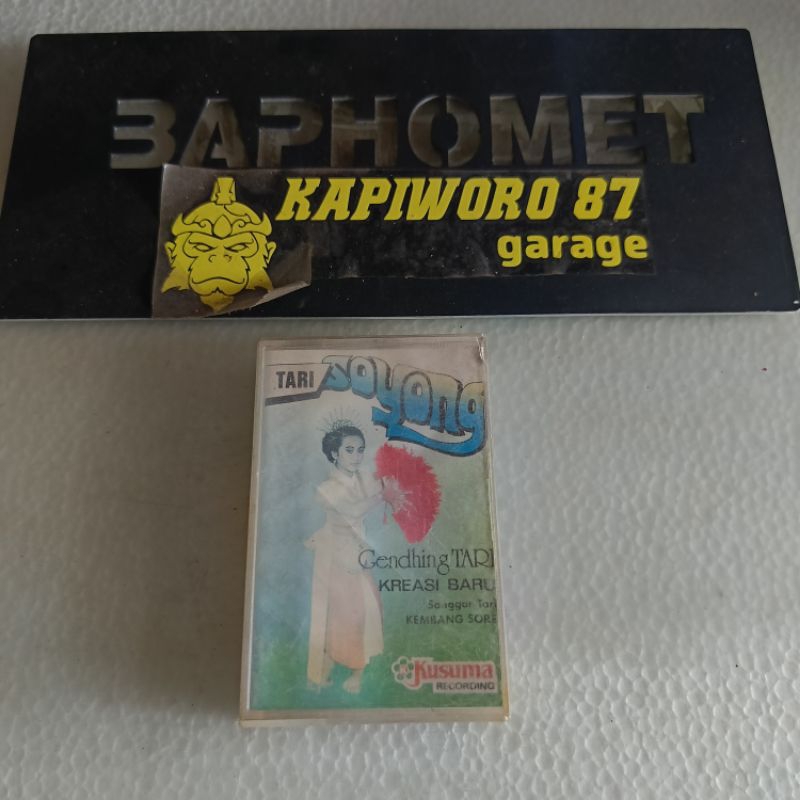 BAPHOMET
KAPIWORO 87
garage
TARI Soyong
Gendhing TARI
KREASI BARU
Sanggar Tari
KEMBANG SORE
Kusuma
RECORDING